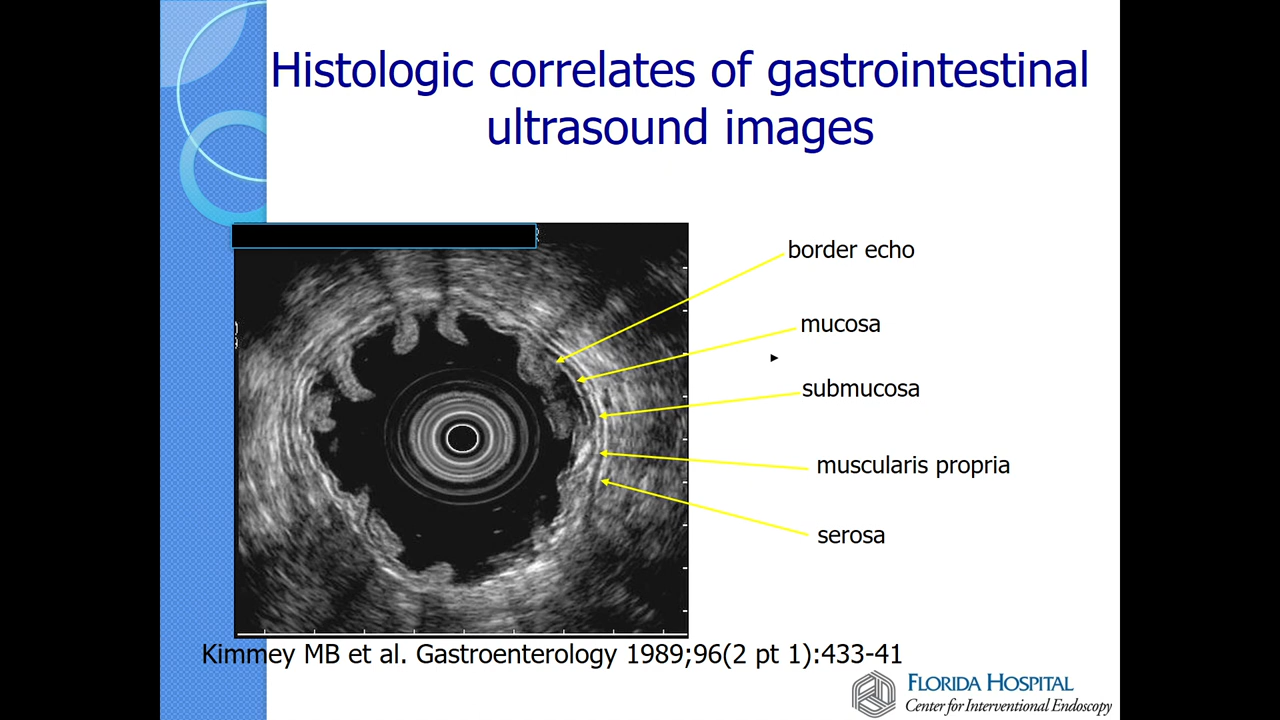 Histologic correlates of gastrointestinal
ultrasound images
border echo
mucosa
submucosa
muscularis propria
serosa
Kimmey MB et al. Gastroenterology 1989;96(2 pt 1):433-41
FLORIDA HOSPITAL
Center for Interventional Endoscopy